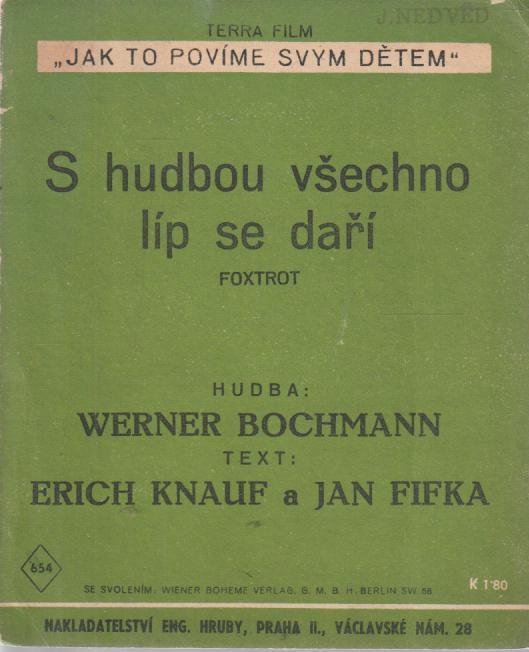 J. NEDVĚD
TERRA FILM
„JAK TO POVÍME SVÝM DĚTEM“
S hudbou všechno
líp se daří
FOXTROT
HUDBA:
WERNER BOCHMANN
TEXT:
ERICH KNAUF a JAN FIFKA
654
SE SVOLENÍM: WIENER BOHEME VERLAG, G. M. B. H. BERLIN SW. 68
K 1·80
NAKLADATELSTVÍ ENG. HRUBY, PRAHA II., VÁCLAVSKÉ NÁM. 28